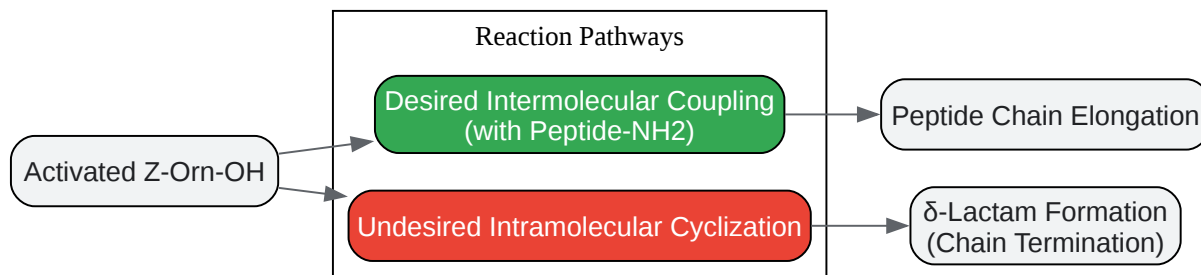 Reaction Pathways
Activated Z-Orn-OH
Desired Intermolecular Coupling
(with Peptide-NH2)
Peptide Chain Elongation
Undesired Intramolecular Cyclization
δ-Lactam Formation
(Chain Termination)